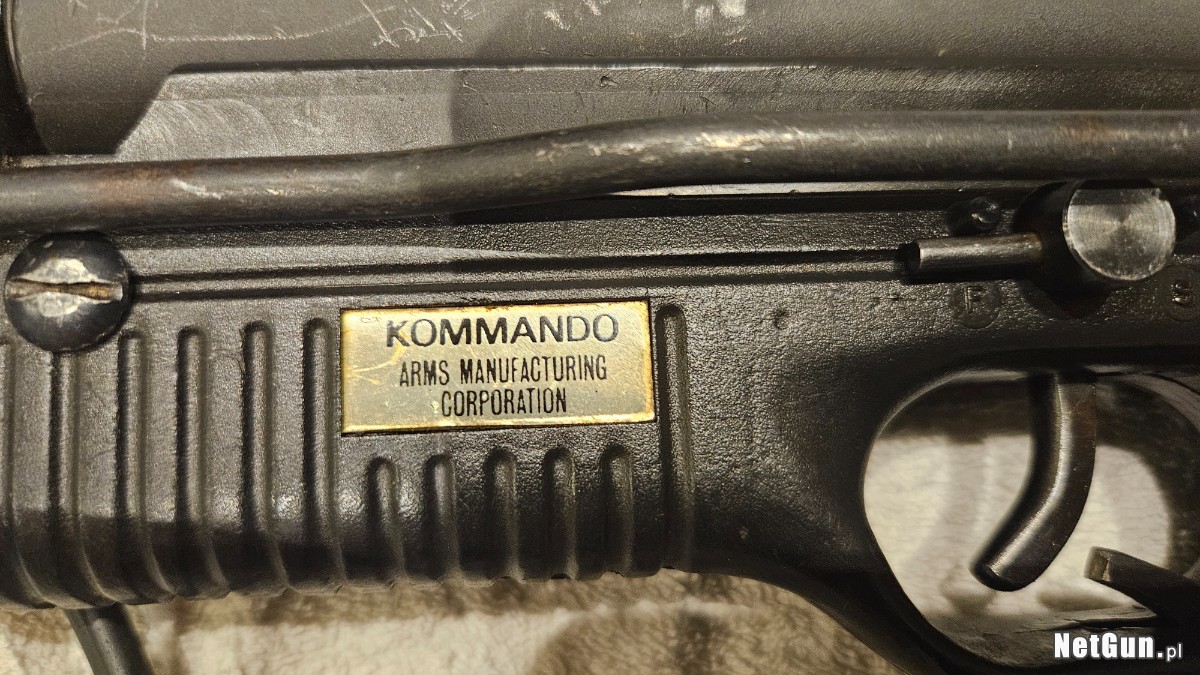 KOMMANDO
ARMS MANUFACTURING
CORPORATION
F
S
NetGun.pl